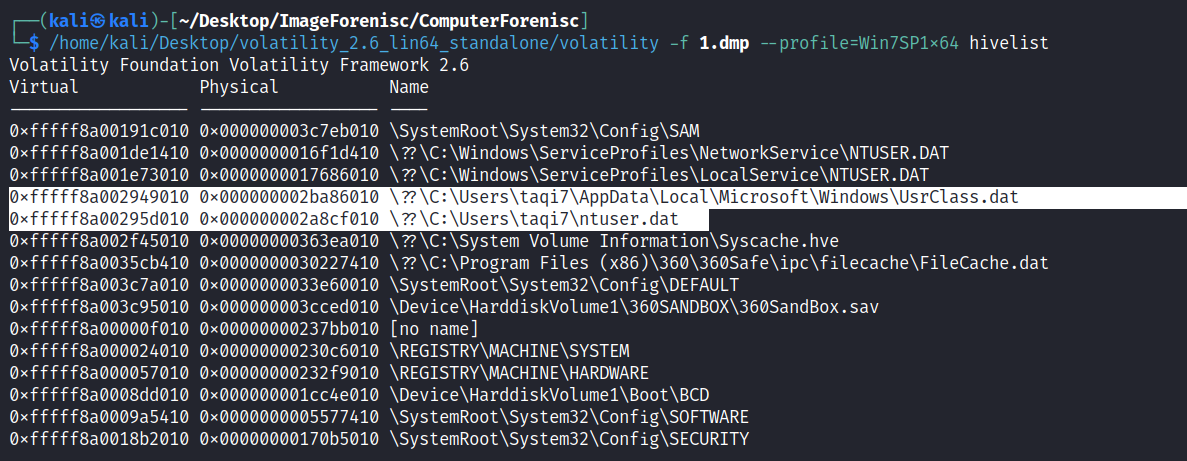 ┌──(kali㉿kali)-[~/Desktop/ImageForenisc/ComputerForenisc]
└─$ /home/kali/Desktop/volatility_2.6_lin64_standalone/volatility -f 1.dmp --profile=Win7SP1×64 hivelist
Volatility Foundation Volatility Framework 2.6
Virtual            Physical           Name
------------------ ------------------ ----
0×fffff8a00191c010 0×000000003c7eb010 \SystemRoot\System32\Config\SAM
0×fffff8a001de1410 0×0000000016f1d410 \??\C:\Windows\ServiceProfiles\NetworkService\NTUSER.DAT
0×fffff8a001e73010 0×0000000017686010 \??\C:\Windows\ServiceProfiles\LocalService\NTUSER.DAT
0×fffff8a002949010 0×000000002ba86010 \??\C:\Users\taqi7\AppData\Local\Microsoft\Windows\UsrClass.dat
0×fffff8a00295d010 0×000000002a8cf010 \??\C:\Users\taqi7\ntuser.dat
0×fffff8a002f45010 0×00000000363ea010 \??\C:\System Volume Information\Syscache.hve
0×fffff8a0035cb410 0×0000000030227410 \??\C:\Program Files (x86)\360\360Safe\ipc\filecache\FileCache.dat
0×fffff8a003c7a010 0×0000000033e60010 \SystemRoot\System32\Config\DEFAULT
0×fffff8a003c95010 0×000000003cced010 \Device\HarddiskVolume1\360SANDBOX\360SandBox.sav
0×fffff8a00000f010 0×00000000237bb010 [no name]
0×fffff8a000024010 0×00000000230c6010 \REGISTRY\MACHINE\SYSTEM
0×fffff8a000057010 0×00000000232f9010 \REGISTRY\MACHINE\HARDWARE
0×fffff8a0008dd010 0×000000001cc4e010 \Device\HarddiskVolume1\Boot\BCD
0×fffff8a0009a5410 0×0000000005577410 \SystemRoot\System32\Config\SOFTWARE
0×fffff8a0018b2010 0×00000000170b5010 \SystemRoot\System32\Config\SECURITY